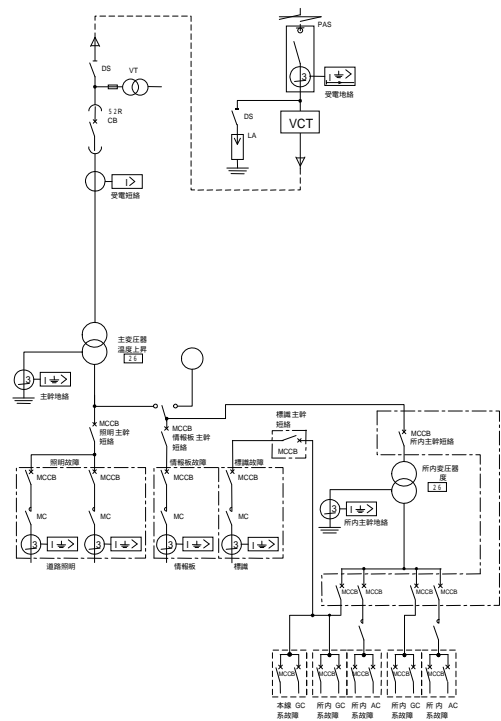 PAS
3
I
受電地絡
DS
VT
52R
CB
DS
VCT
LA
I>
受電短絡
主変圧器
温度上昇
26
3
I
主幹地絡
MCCB
照明主幹
短絡
MCCB
情報板 主幹
短絡
標識 主幹
短絡
MCCB
MCCB
所内主幹短絡
所内変圧器
度
26
3
I
所内主幹地絡
照明故障
MCCB
MCCB
MC
MC
3
I
3
I
道路照明
情報板故障
MCCB
MC
3
I
情報板
標識故障
MCCB
MC
3
I
標識
MCCB
MCCB
MCCB
MCCB
MCCB
MCCB
MCCB
MCCB
MCCB
本線 GC
系故障
所内 GC
系故障
所内 AC
系故障
所内 GC
系故障
所内 AC
系故障